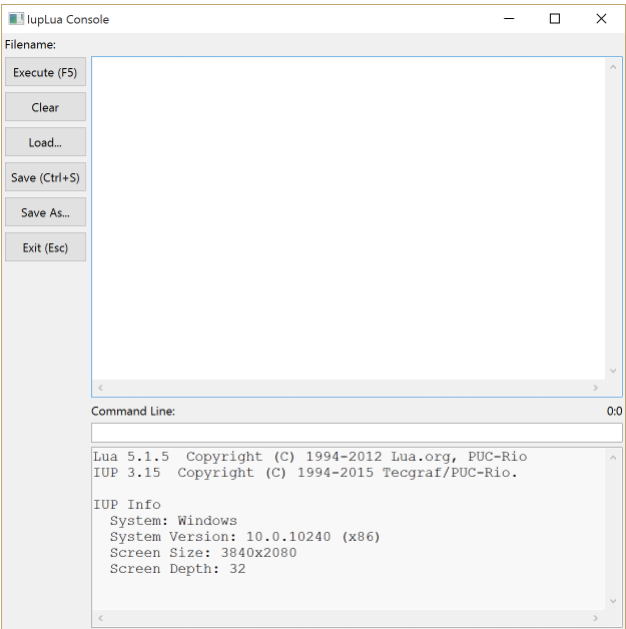 IupLua Console
Filename:
Execute (F5)
Clear
Load...
Save (Ctrl+S)
Save As...
Exit (Esc)
Command Line: 0:0
Lua 5.1.5  Copyright (C) 1994-2012 Lua.org, PUC-Rio
IUP 3.15  Copyright (C) 1994-2015 Tecgraf/PUC-Rio.
IUP Info
  System: Windows
  System Version: 10.0.10240 (x86)
  Screen Size: 3840x2080
  Screen Depth: 32